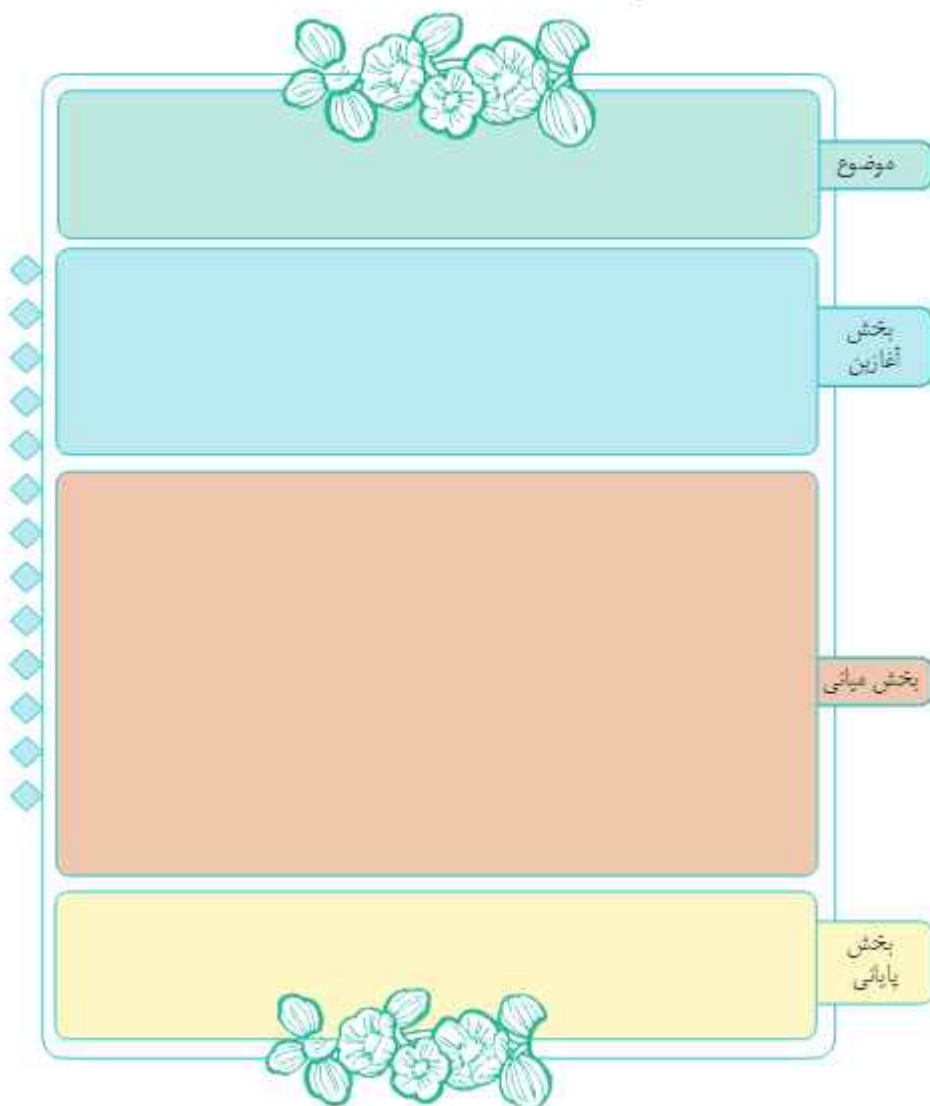 موضوع
بخش
آغازین
بخش میانی
بخش
پایانی